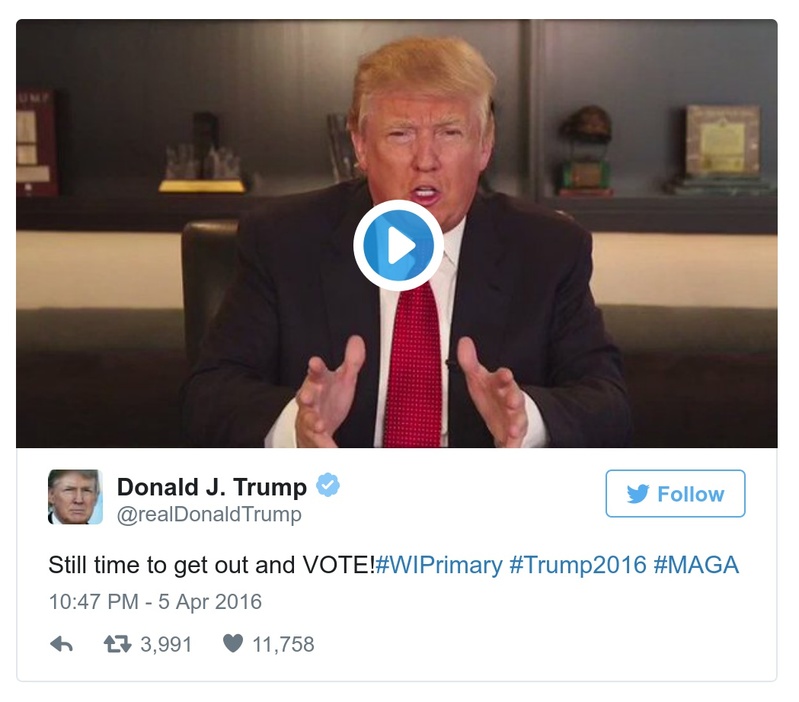 UMP
Donald J. Trump
@realDonaldTrump
Follow
Still time to get out and VOTE!#WIPrimary #Trump2016 #MAGA
10:47 PM - 5 Apr 2016
3,991 11,758